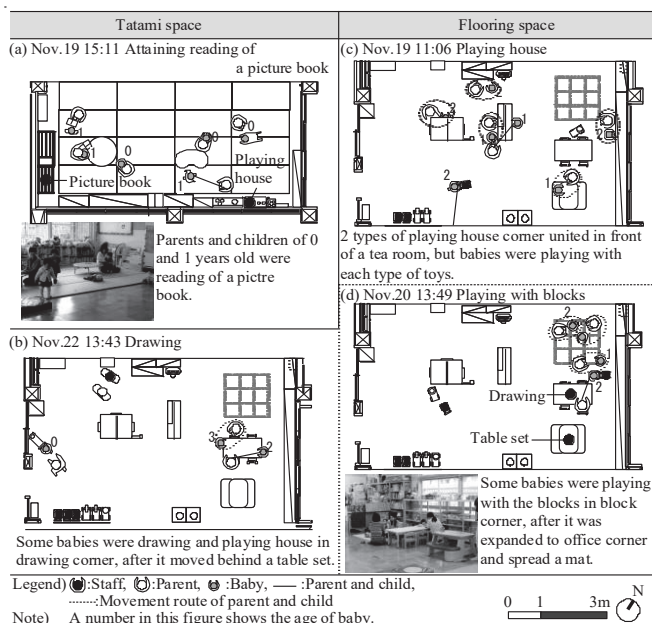 Tatami space
Flooring space
(a) Nov.19 15:11 Attaining reading of
a picture book
1
0
0
1
0
1
Picture book
Playing
house
Parents and children of 0
and 1 years old were
reading of a pictre
book.
(b) Nov.22 13:43 Drawing
0
3
2
Some babies were drawing and playing house in
drawing corner, after it moved behind a table set.
(c) Nov.19 11:06 Playing house
2
3
1
2
2
1
2 types of playing house corner united in front
of a tea room, but babies were playing with
each type of toys.
(d) Nov.20 13:49 Playing with blocks
2
1
2
Drawing
Table set
Some babies were playing
with the blocks in block
corner, after it was
expanded to office corner
and spread a mat.
Legend) :Staff, :Parent, :Baby, :Parent and child,
:Movement route of parent and child
Note) A number in this figure shows the age of baby.
0 1 3m
N